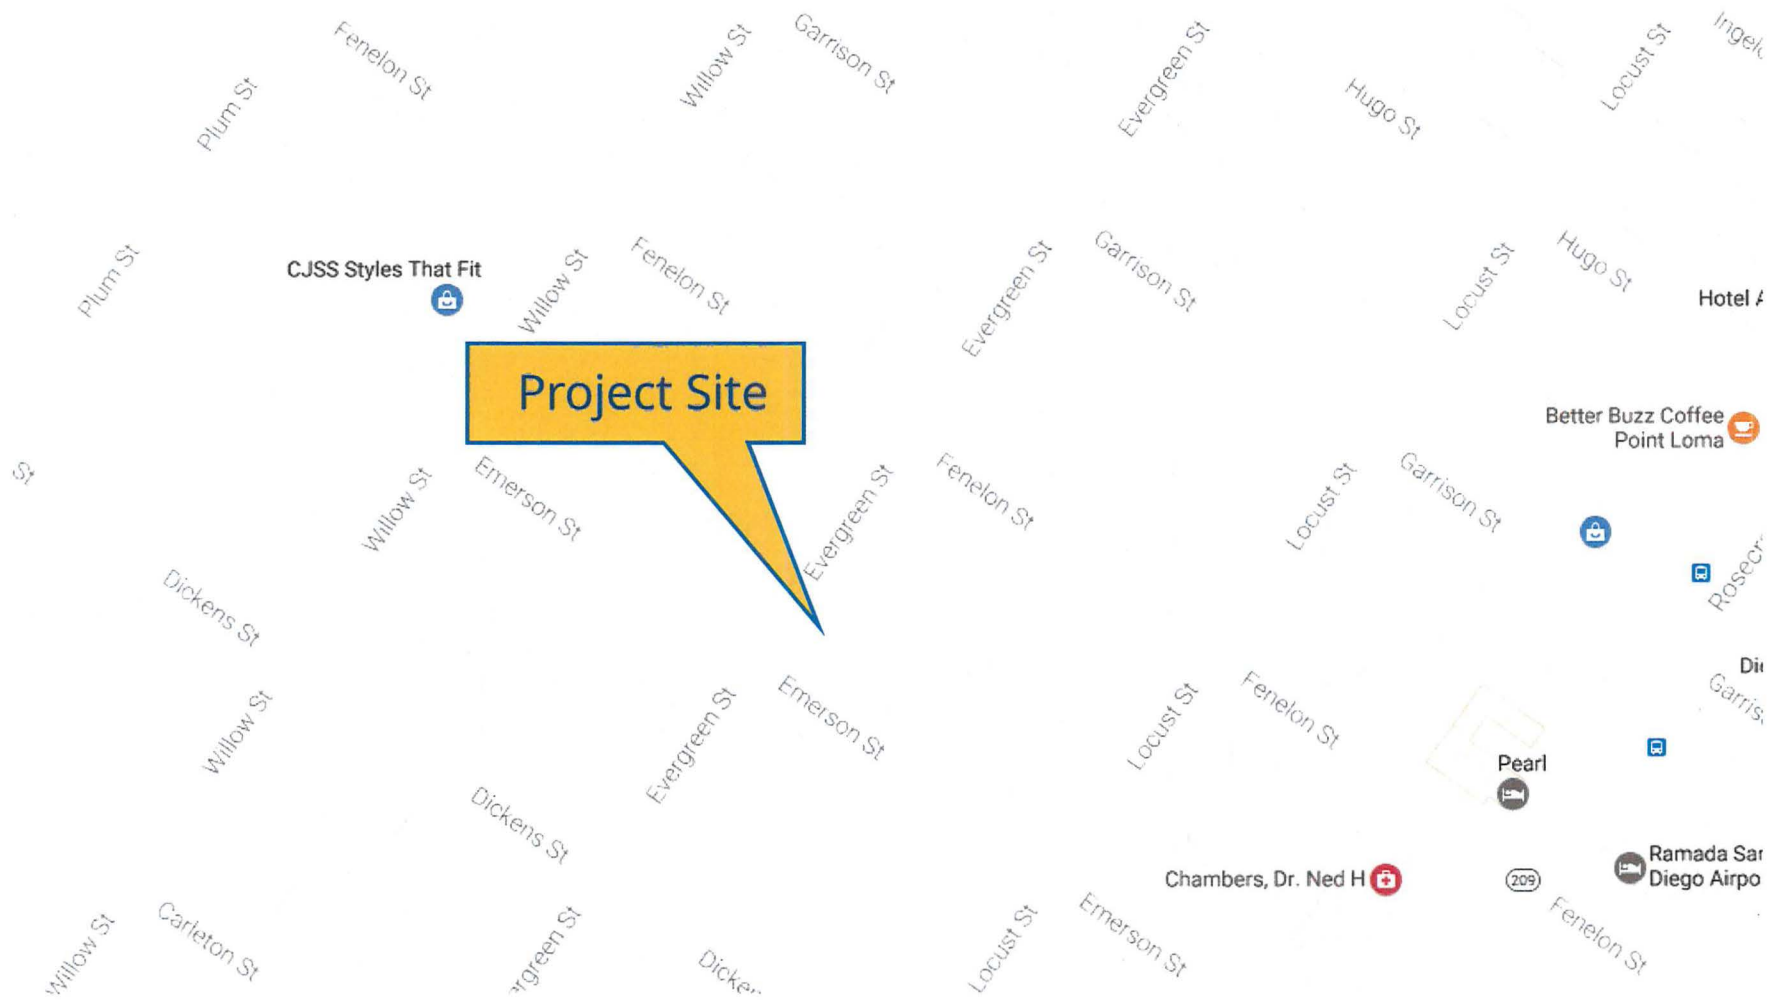 Fenelon St
Willow St
Garrison St
Evergreen St
Locust St
Plum St
Hugo St
Plum St
CJSS Styles That Fit
Willow St
Fenelon St
Evergreen St
Garrison St
Locust St
Hugo St
Hotel
Project Site
Better Buzz Coffee
Point Loma
St
Willow St
Emerson St
Evergreen St
Fenelon St
Locust St
Garrison St
Dickens St
Willow St
Evergreen St
Emerson St
Locust St
Fenelon St
Pearl
Dickens St
Chambers, Dr. Ned H
209
Ramada Sar
Diego Airpo
Willow St
Carleton St
ergreen St
Locust St
Emerson St
Fenelon St